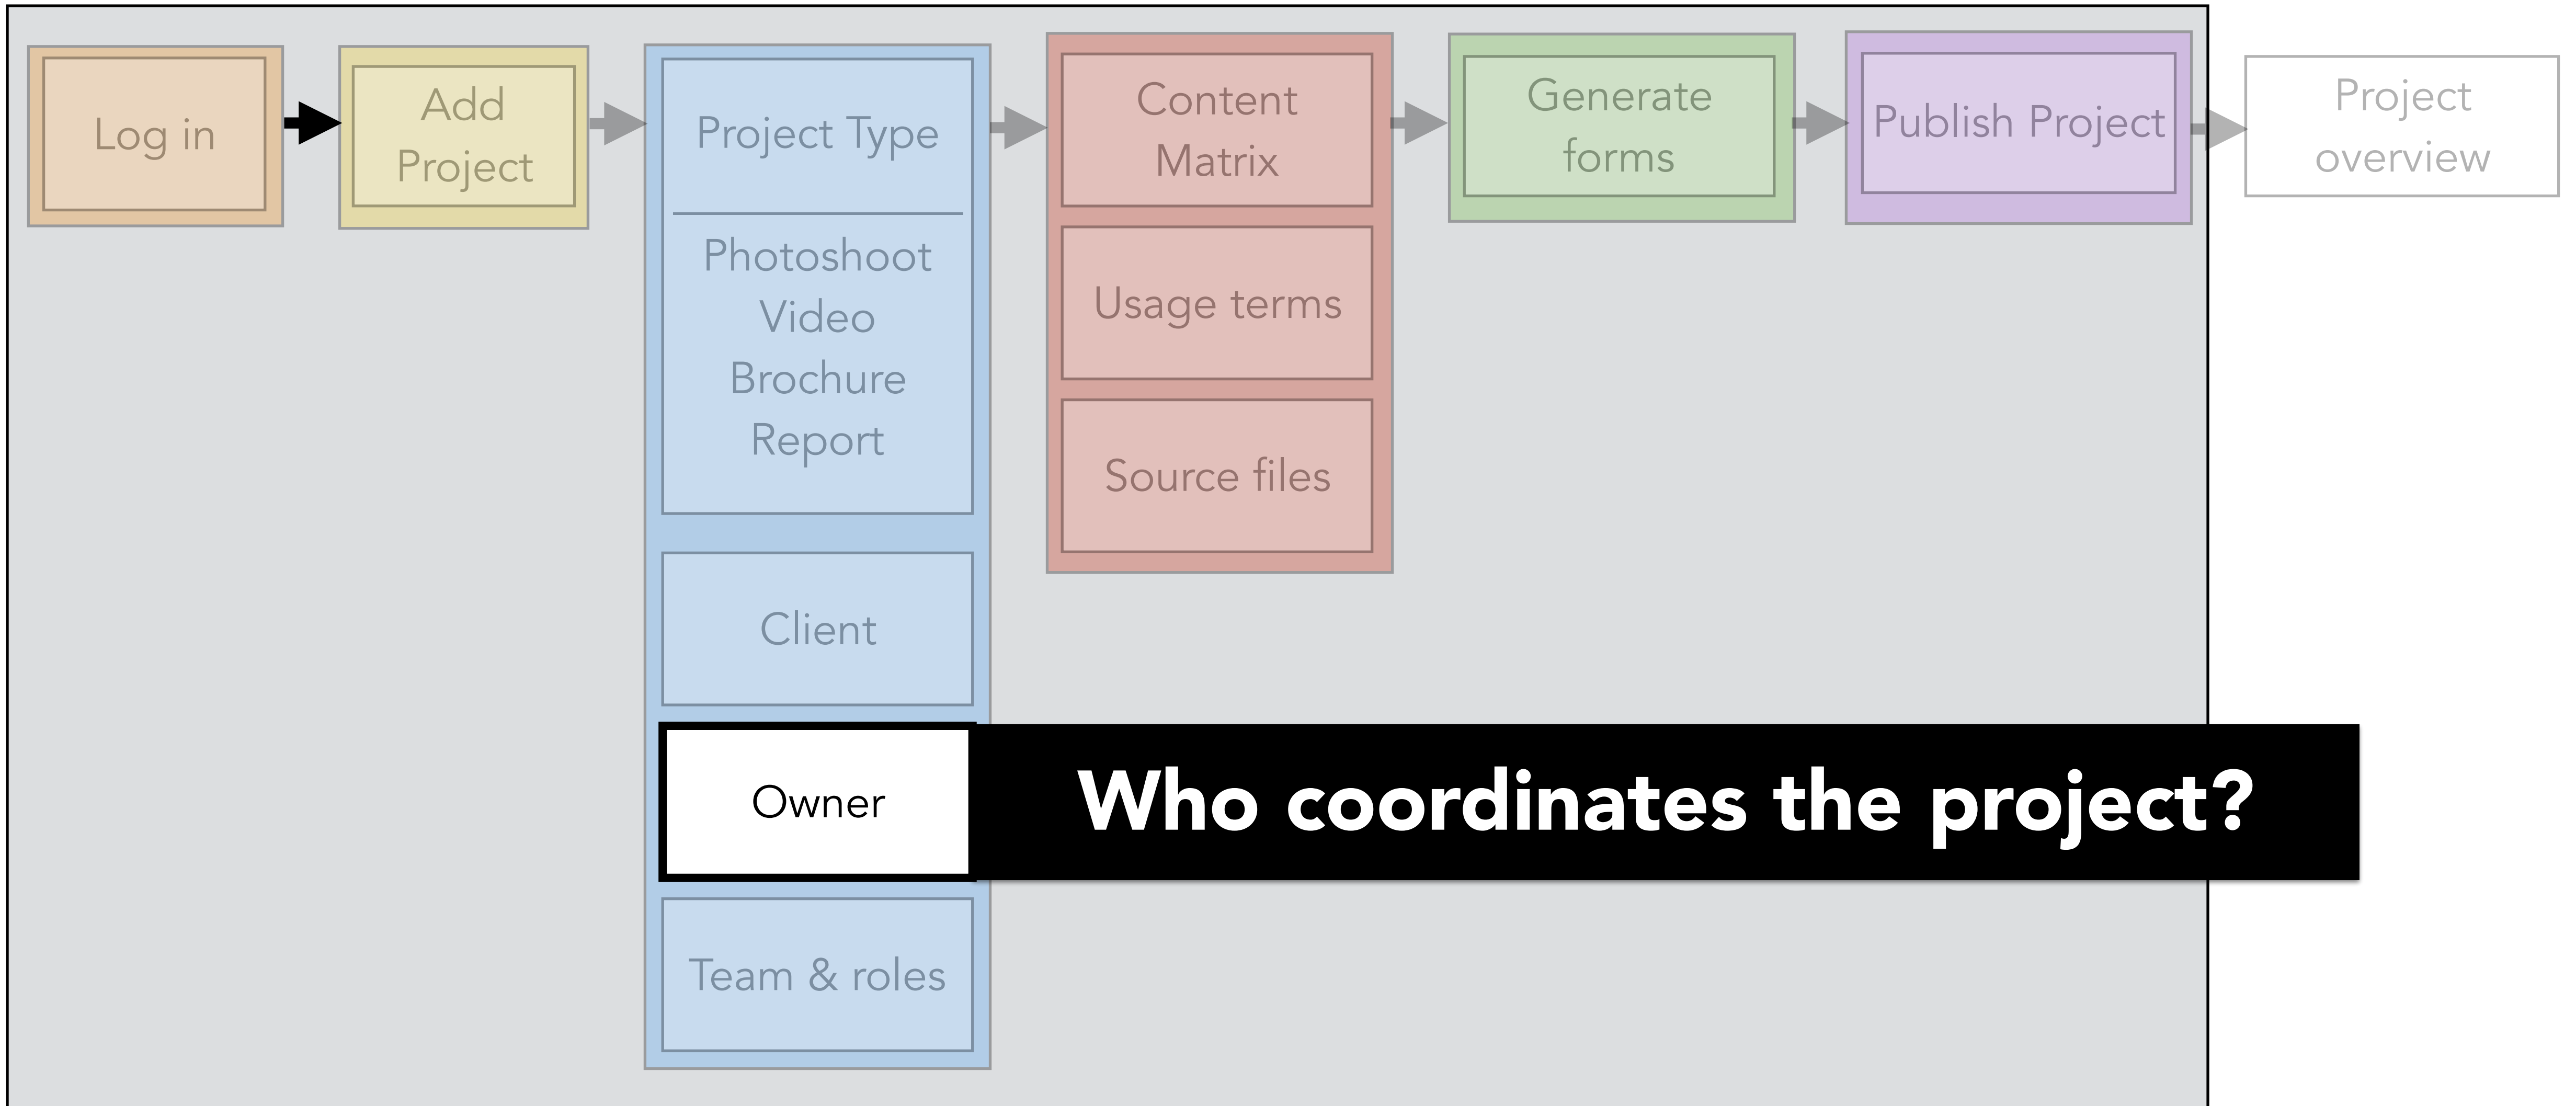 Log in
Add
Project
Project Type
Photoshoot
Video
Brochure
Report
Client
Owner
Who coordinates the project?
Team & roles
Content
Matrix
Usage terms
Source files
Generate
forms
Publish Project
Project
overview